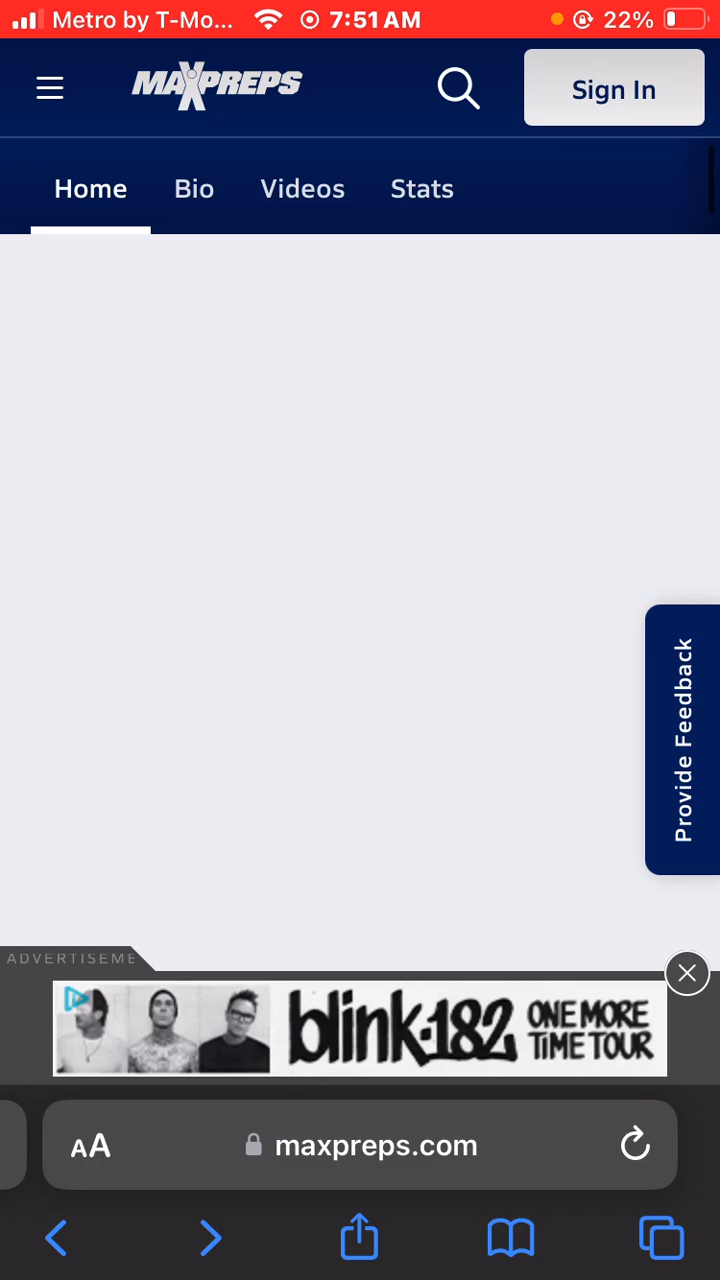 Metro by T-Mo... 7:51 AM 22%
MAXPREPS
Sign In
Home Bio Videos Stats
Provide Feedback
ADVERTISEME
blink-182 ONE MORE
TIME TOUR
AA maxpreps.com